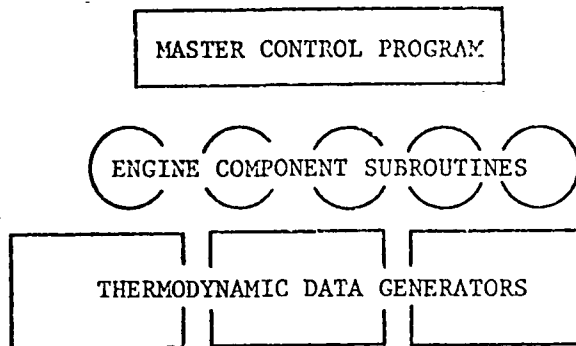 MASTER CONTROL PROGRAM
ENGINE COMPONENT SUBROUTINES
THERMODYNAMIC DATA GENERATORS